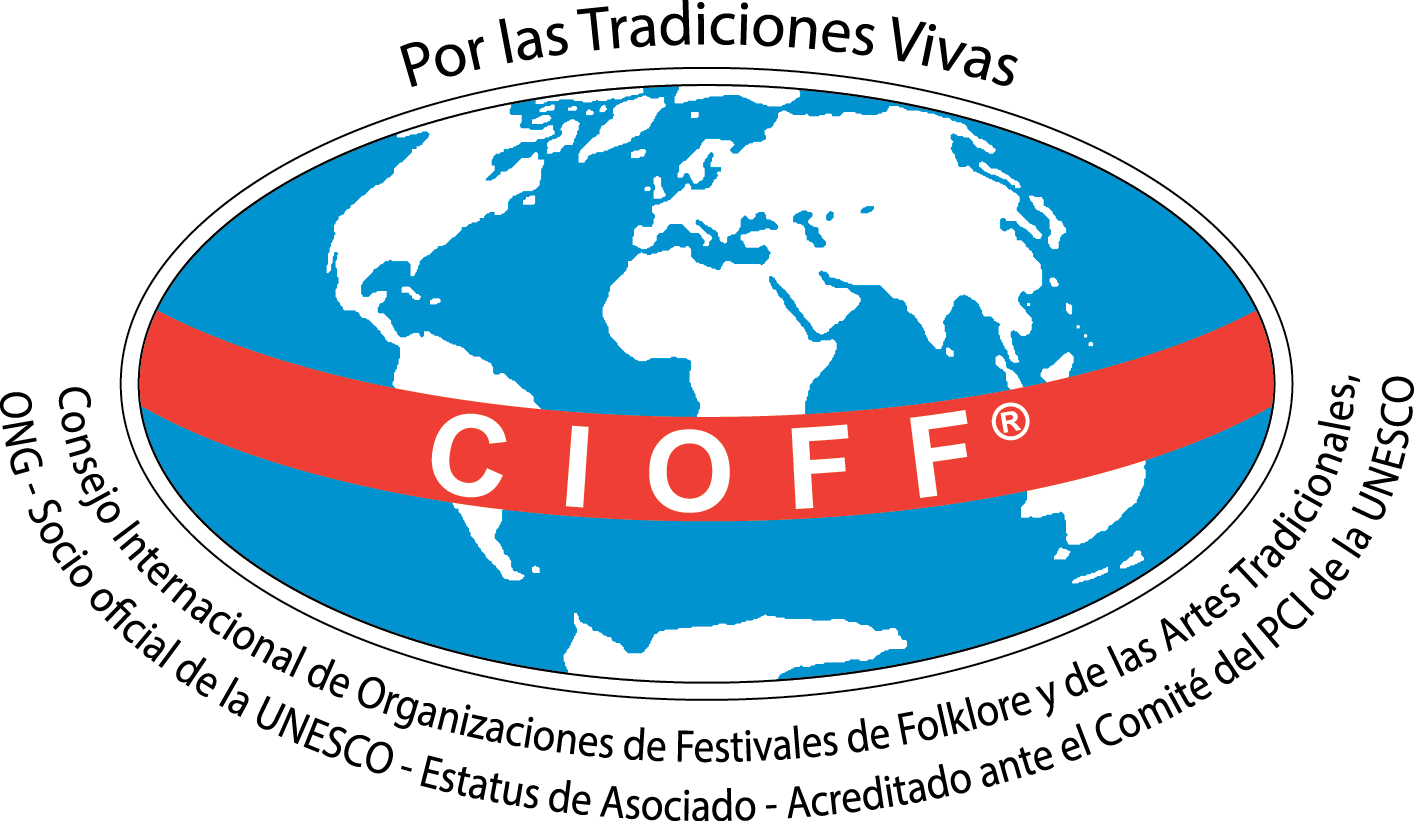 Por las Tradiciones Vivas
CIOFF®
Consejo Internacional de Organizaciones de Festivales de Folklore y de las Artes Tradicionales,
ONG - Socio oficial de la UNESCO - Estatus de Asociado - Acreditado ante el Comité del PCI de la UNESCO